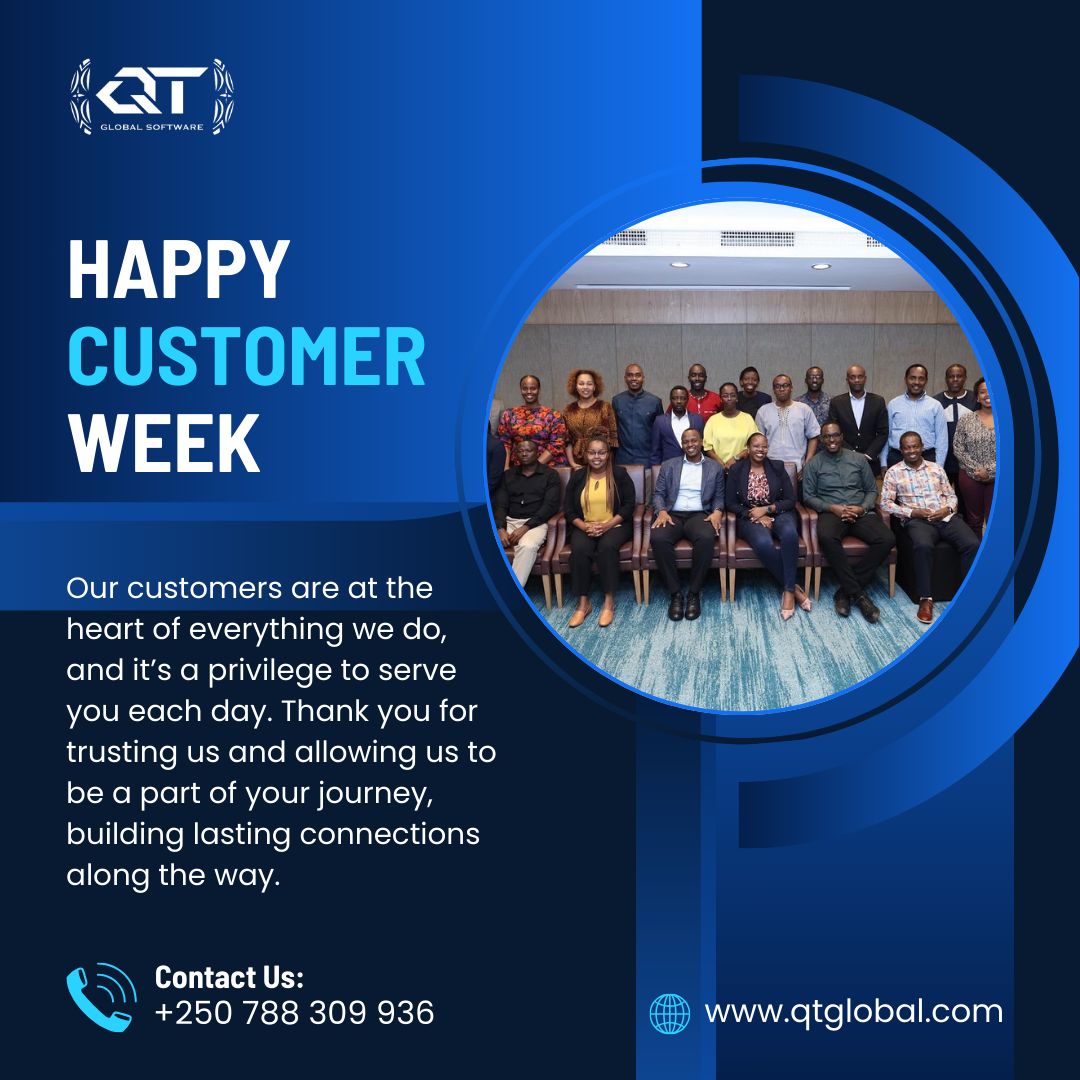 QT
GLOBAL SOFTWARE
HAPPY
CUSTOMER
WEEK
Our customers are at the
heart of everything we do,
and it’s a privilege to serve
you each day. Thank you for
trusting us and allowing us to
be a part of your journey,
building lasting connections
along the way.
Contact Us:
+250 788 309 936
www.qtglobal.com